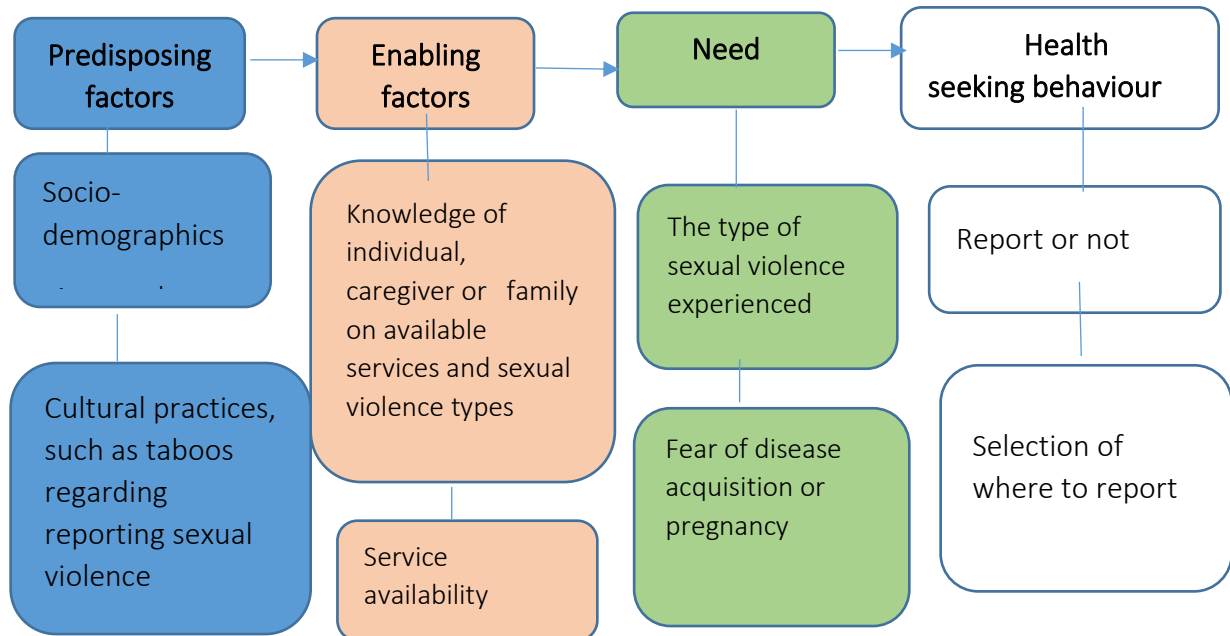 Predisposing
factors
Enabling
factors
Need
Health
seeking behaviour
Socio-
demographics
Cultural practices,
such as taboos
regarding
reporting sexual
violence
Knowledge of
individual,
caregiver or family
on available
services and sexual
violence types
Service
availability
The type of
sexual violence
experienced
Fear of disease
acquisition or
pregnancy
Report or not
Selection of
where to report